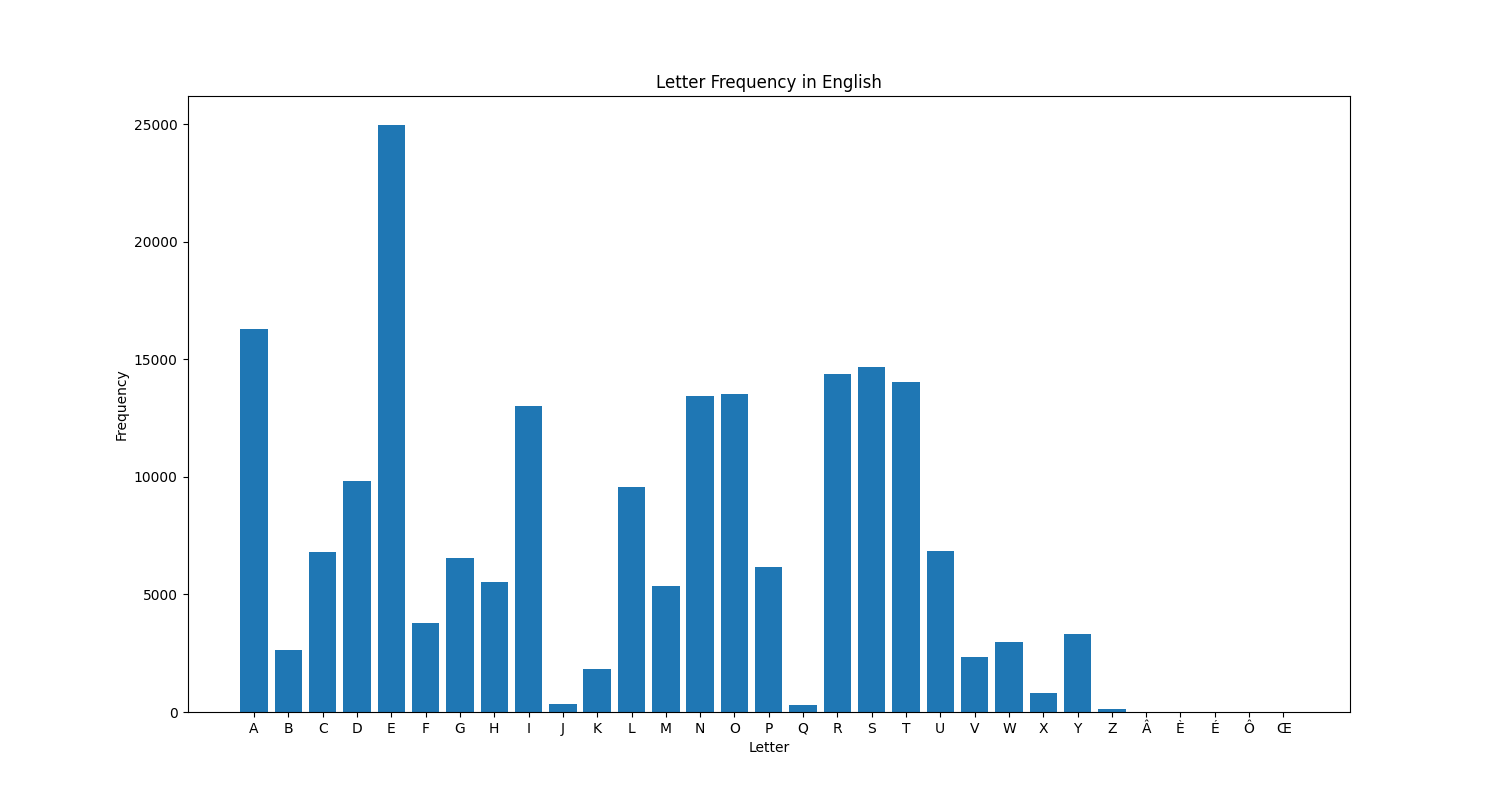 Letter Frequency in English
25000
20000
15000
10000
5000
0
Frequency
A B C D E F G H I J K L M N O P Q R S T U V W X Y Z Â È É Ô Œ
Letter